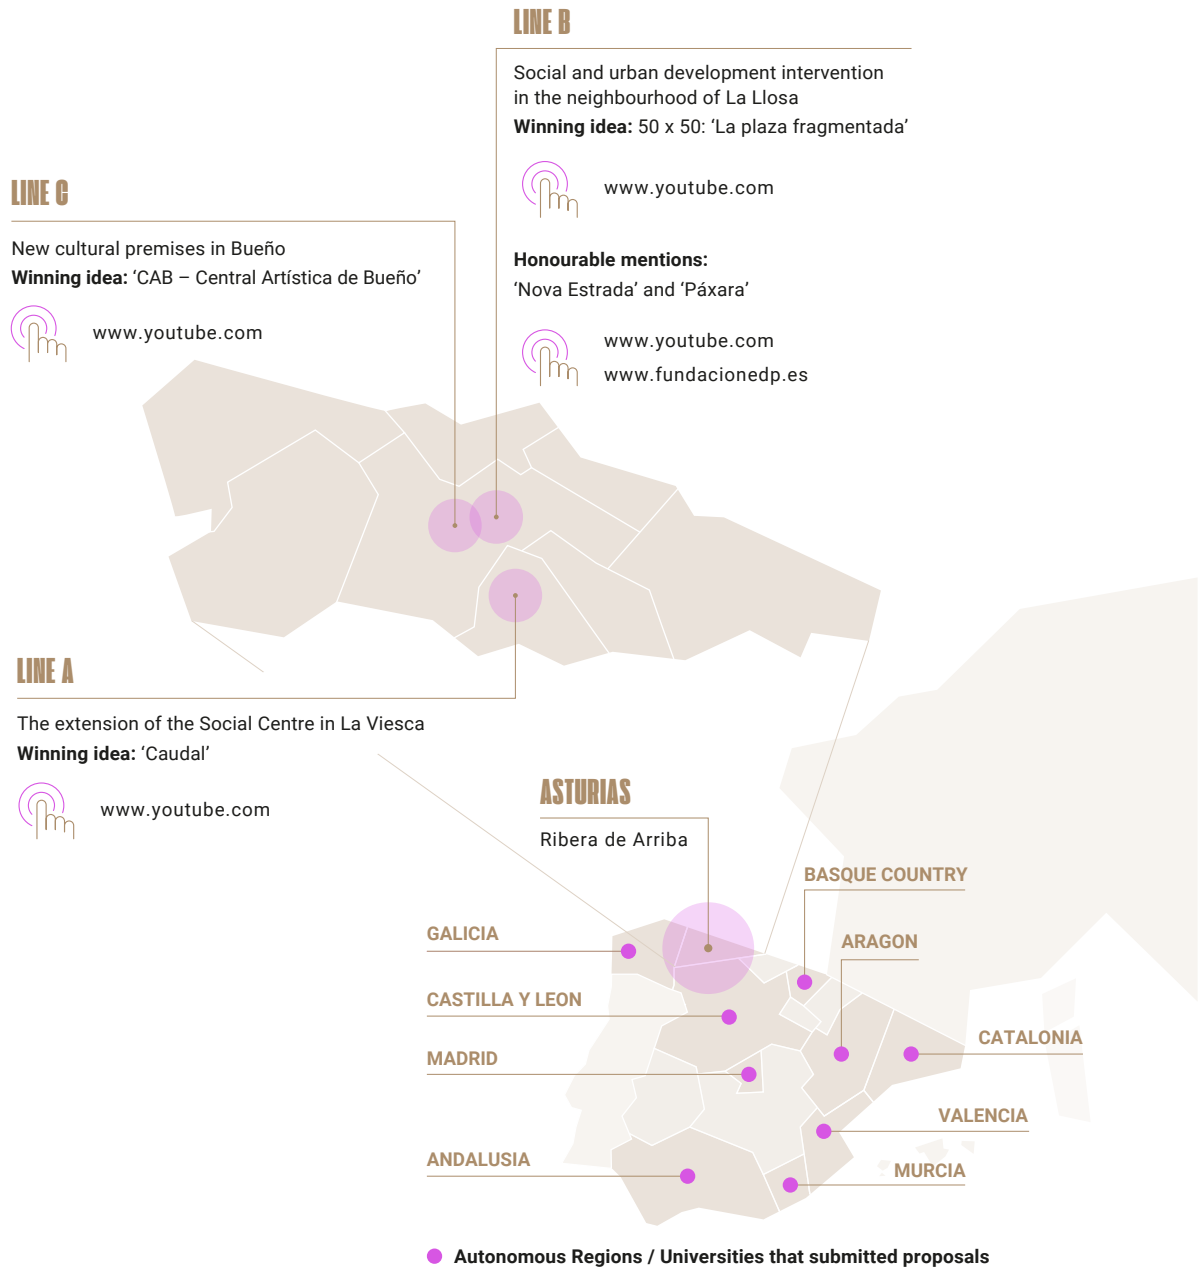 LINE B
Social and urban development intervention
in the neighbourhood of La Llosa
Winning idea: 50 x 50: ‘La plaza fragmentada’
www.youtube.com
Honourable mentions:
‘Nova Estrada’ and ‘Páxara’
www.youtube.com
www.fundacionedp.es
LINE C
New cultural premises in Bueño
Winning idea: ‘CAB – Central Artística de Bueño’
www.youtube.com
LINE A
The extension of the Social Centre in La Viesca
Winning idea: ‘Caudal’
www.youtube.com
ASTURIAS
Ribera de Arriba
BASQUE COUNTRY
GALICIA
ARAGON
CASTILLA Y LEON
CATALONIA
MADRID
VALENCIA
ANDALUSIA
MURCIA
Autonomous Regions / Universities that submitted proposals